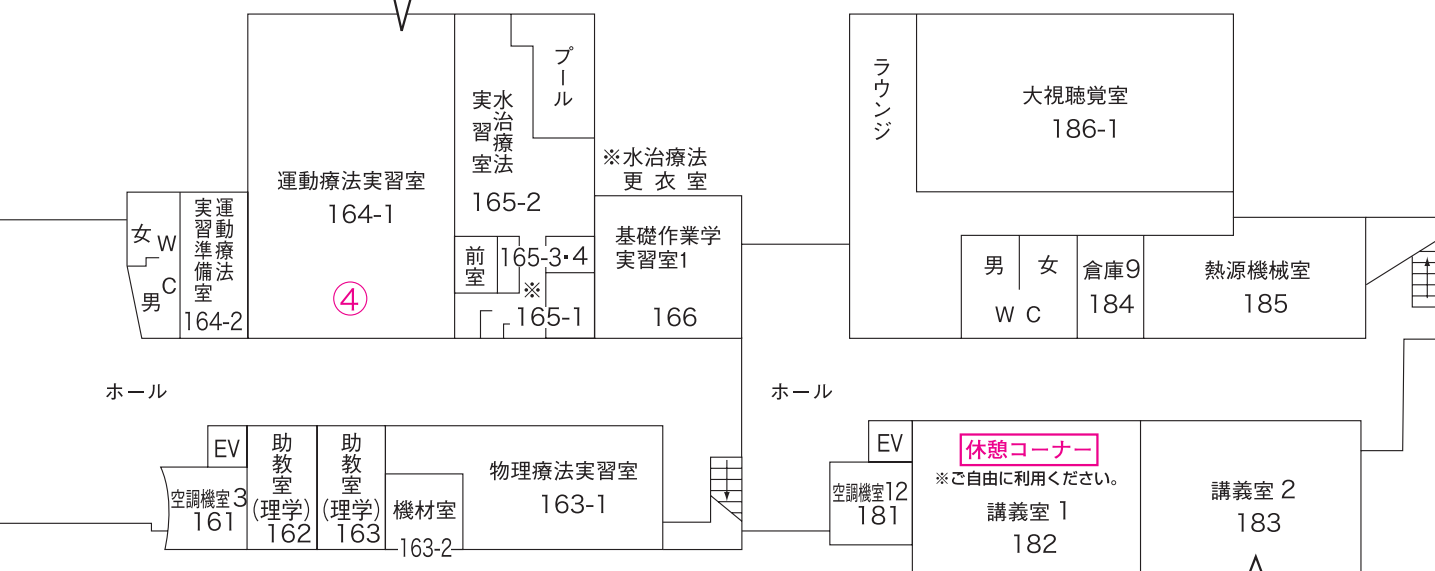 プール
水治療法
実習室
165-2
運動療法実習室
164-1
④
女
男
WC
運動療法
実習準備室
164-2
※水治療法
更衣室
前室
165-3・4
※
165-1
基礎作業学
実習室1
166
ラウンジ
大視聴覚室
186-1
男
女
WC
倉庫9
184
熱源機械室
185
ホール
ホール
EV
空調機室3
161
助教室
(理学)
162
助教室
(理学)
163
機材室
163-2
物理療法実習室
163-1
EV
空調機室12
181
休憩コーナー
※ご自由に利用ください。
講義室 1
182
講義室 2
183